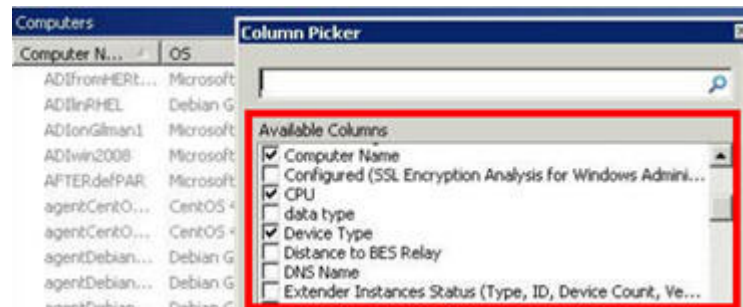 Computers
Column Picker
Computer N... OS
ADIfromHERt... Microsoft
ADIlinRHEL Debian G
ADIonGilman1 Microsoft
ADIwin2008 Microsoft
AFTERdefPAR Microsoft
agentCentO... CentOS
agentCentO... CentOS
agentDebian... Debian G
agentDebian... Debian G
Available Columns
Computer Name
Configured (SSL Encryption Analysis for Windows Admini...
CPU
data type
Device Type
Distance to BES Relay
DNS Name
Extender Instances Status (Type, ID, Device Count, Ve...